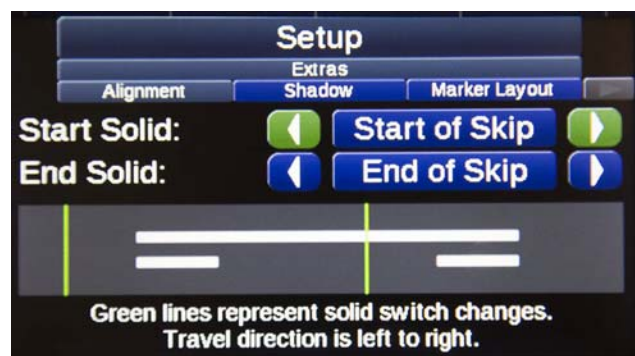 Setup
Extras
Alignment Shadow Marker Layout
Start Solid: Start of Skip
End Solid: End of Skip
Green lines represent solid switch changes.
Travel direction is left to right.